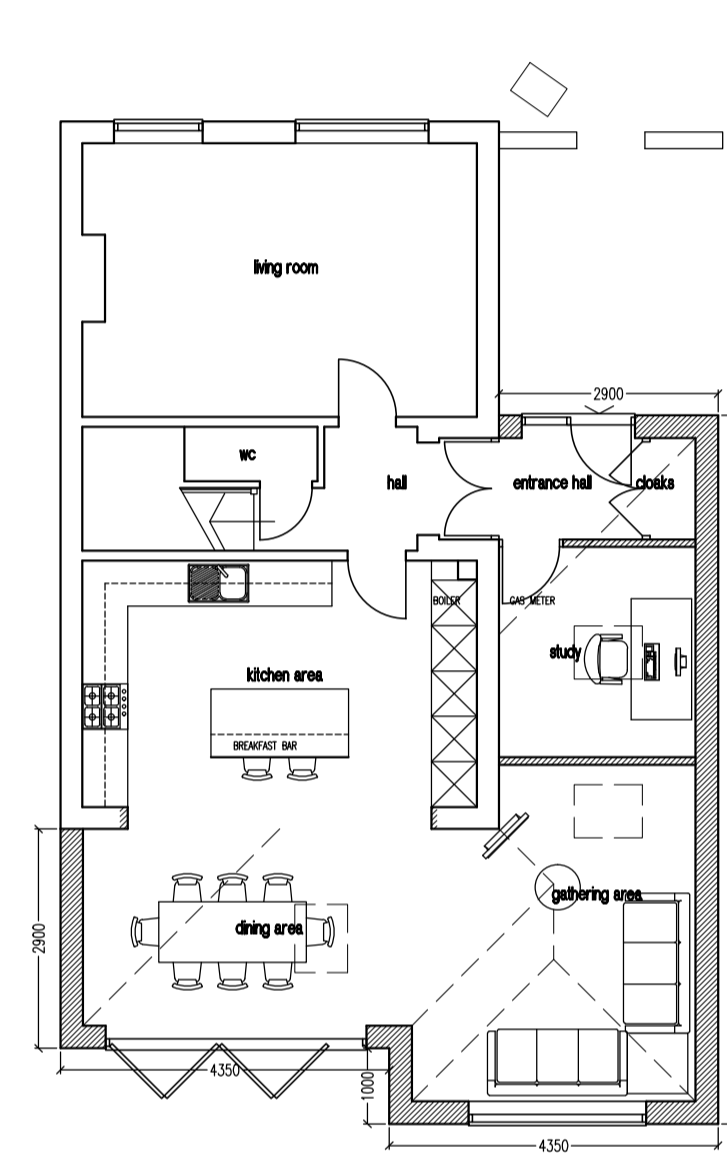 living room
2900
wc
hall
entrance hall
cloaks
BOILER
GAS METER
study
kitchen area
BREAKFAST BAR
gathering area
dining area
2900
4350
1000
4350